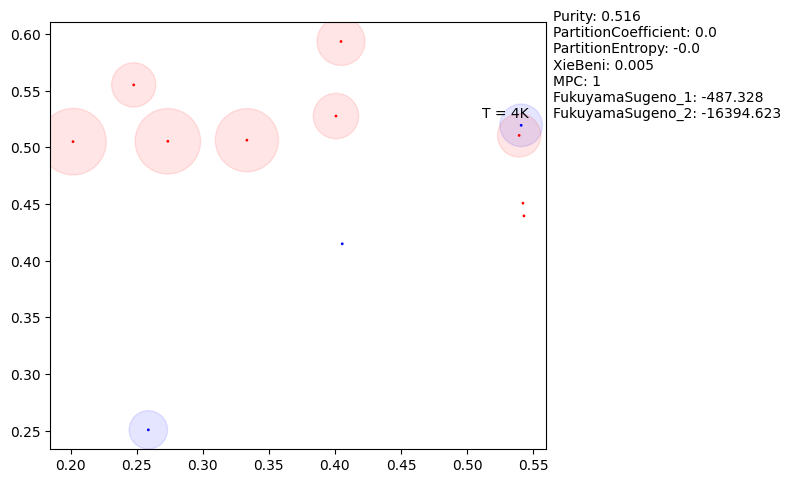 Purity: 0.516
PartitionCoefficient: 0.0
PartitionEntropy: -0.0
XieBeni: 0.005
MPC: 1
FukuyamaSugeno_1: -487.328
FukuyamaSugeno_2: -16394.623
T = 4K
0.60
0.55
0.50
0.45
0.40
0.35
0.30
0.25
0.20 0.25 0.30 0.35 0.40 0.45 0.50 0.55